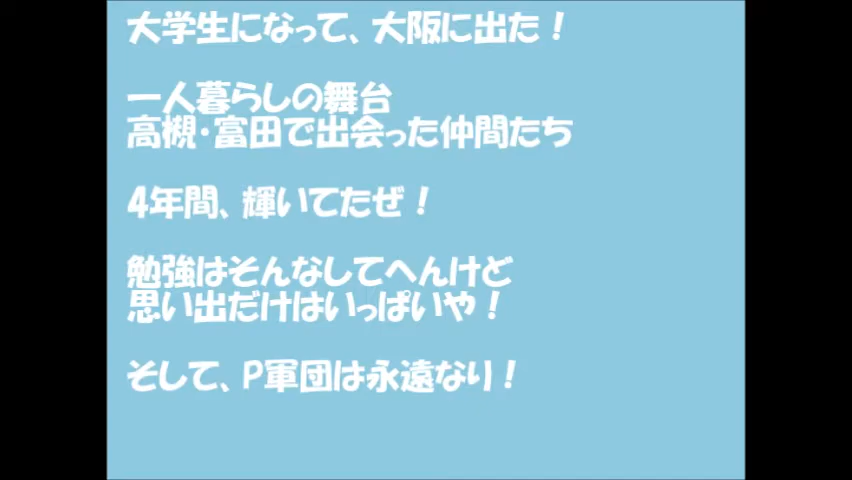 大学生になって、大阪に出た！
一人暮らしの舞台
高槻・富田で出会った仲間たち
4年間、輝いてたぜ！
勉強はそんなしてへんけど
思い出だけはいっぱいや！
そして、P軍団は永遠なり！